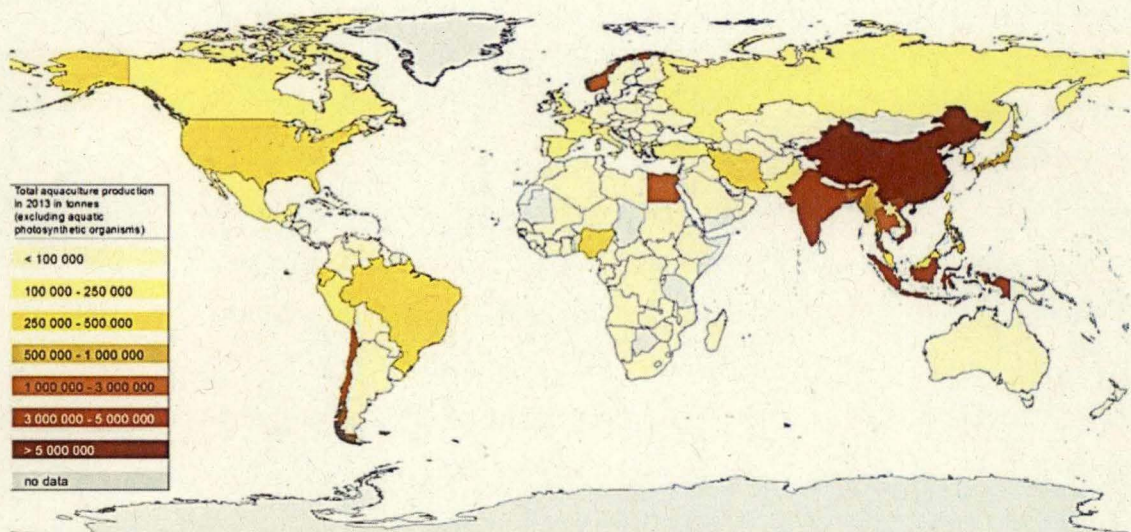 Total aquaculture production
in 2013 in tonnes
(excluding aquatic
photosynthetic organisms)
< 100 000
100 000 - 250 000
250 000 - 500 000
500 000 - 1 000 000
1 000 000 - 3 000 000
3 000 000 - 5 000 000
> 5 000 000
no data